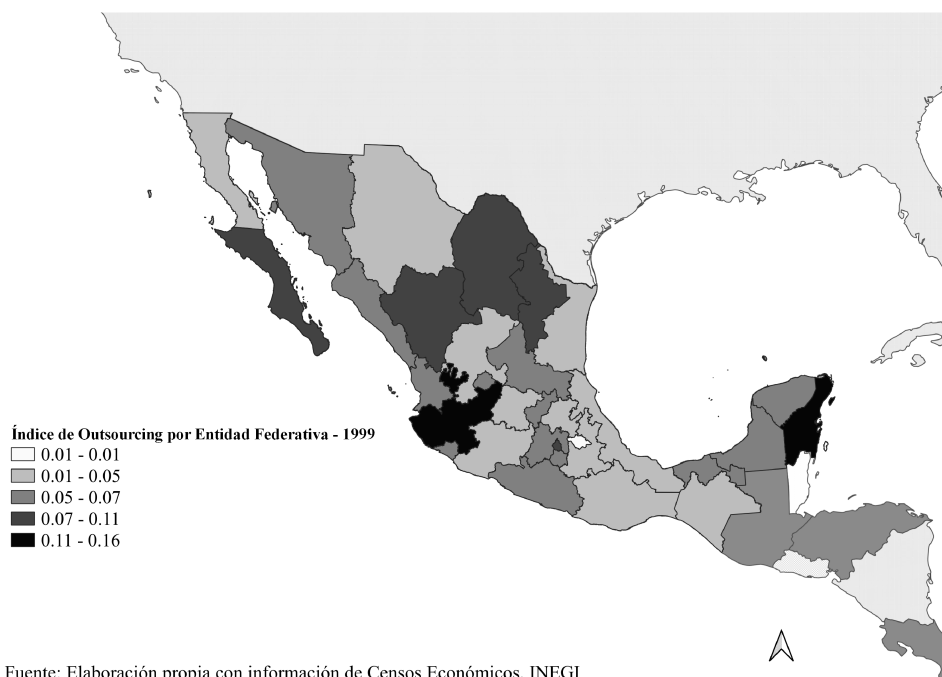 Índice de Outsourcing por Entidad Federativa - 1999
0.01 - 0.01
0.01 - 0.05
0.05 - 0.07
0.07 - 0.11
0.11 - 0.16
Fuente: Elaboración propia con información de Censos Económicos, INEGI